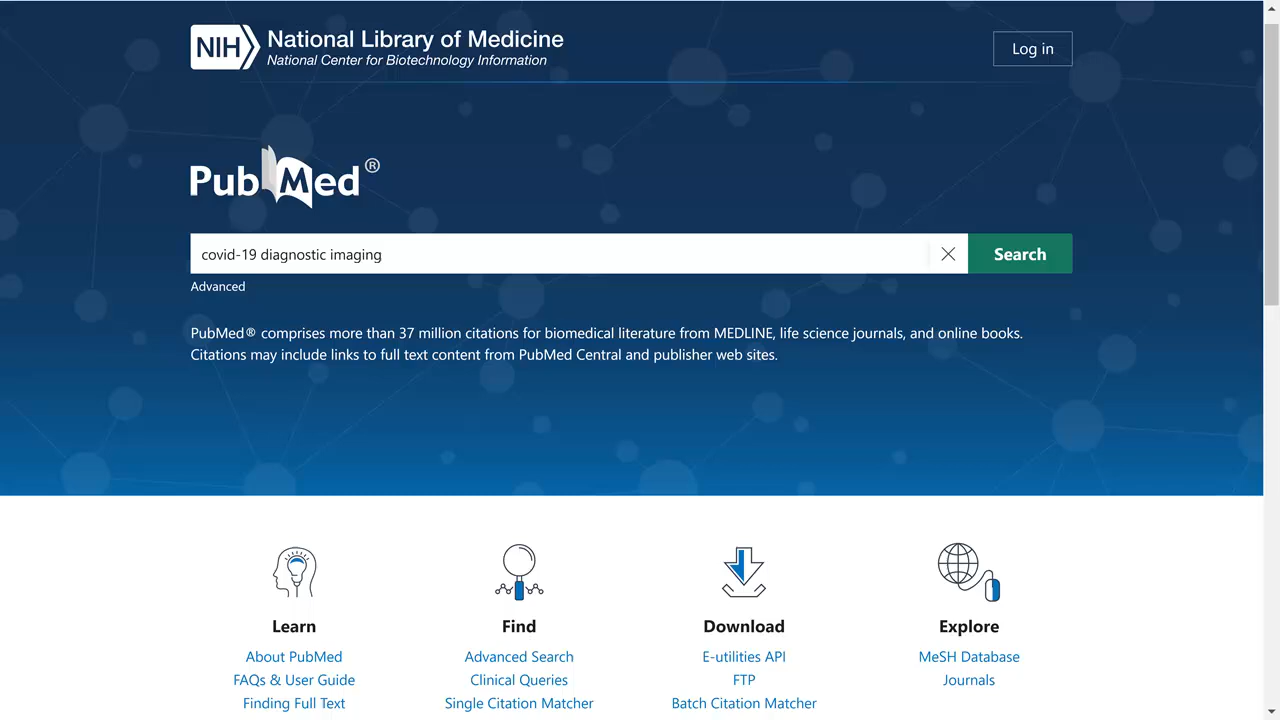 NIH National Library of Medicine
National Center for Biotechnology Information
Log in
PubMed®
covid-19 diagnostic imaging
Search
Advanced
PubMed® comprises more than 37 million citations for biomedical literature from MEDLINE, life science journals, and online books.
Citations may include links to full text content from PubMed Central and publisher web sites.
Learn
About PubMed
FAQs & User Guide
Finding Full Text
Find
Advanced Search
Clinical Queries
Single Citation Matcher
Download
E-utilities API
FTP
Batch Citation Matcher
Explore
MeSH Database
Journals